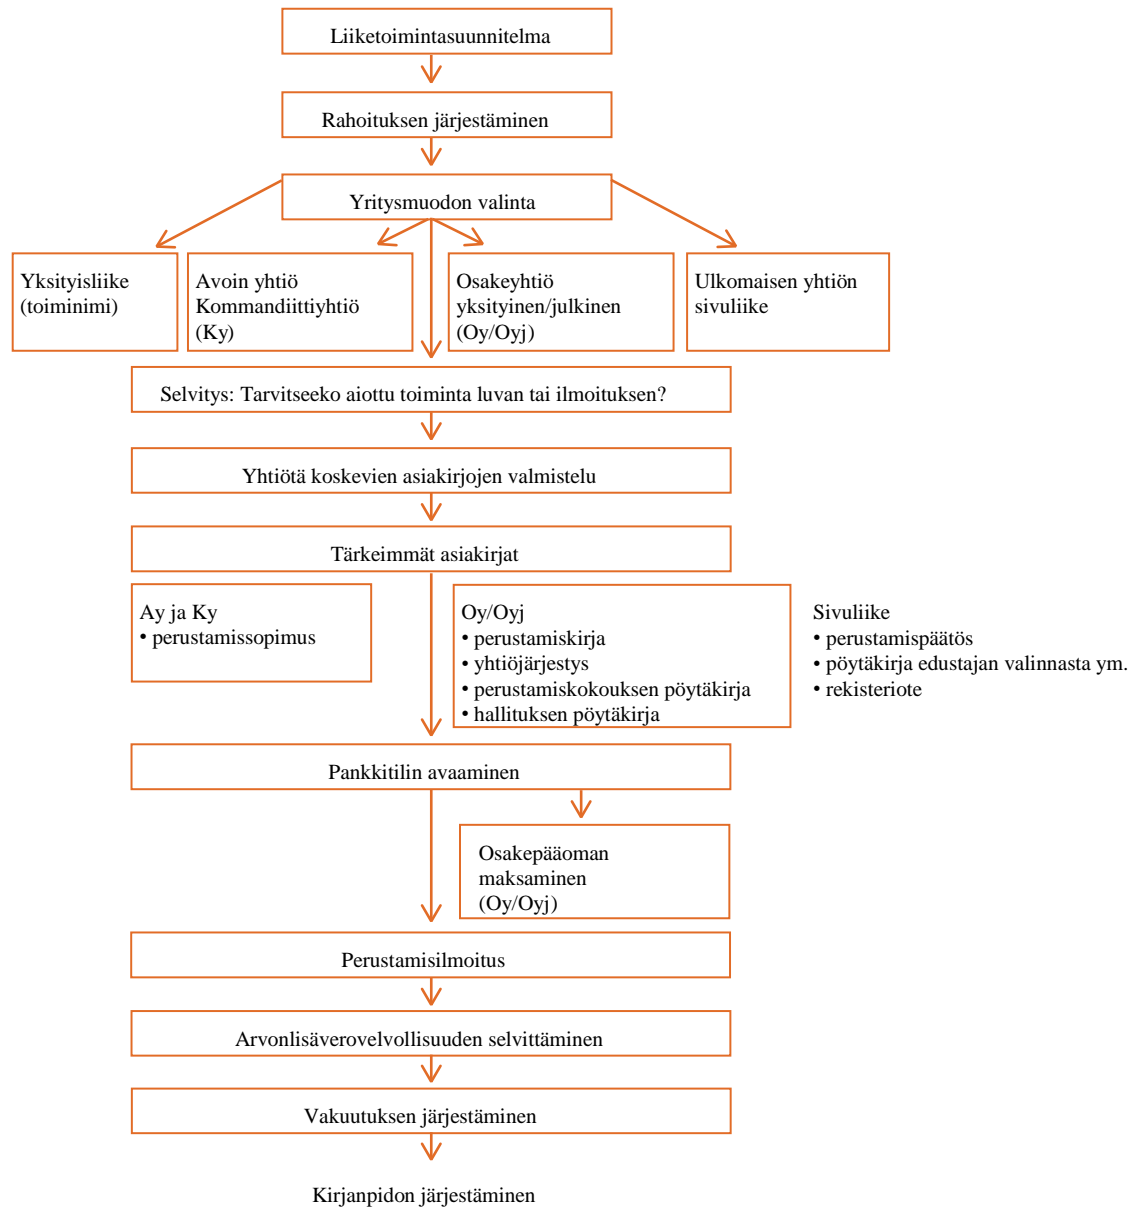 Liiketoimintasuunnitelma
Rahoituksen järjestäminen
Yritysmuodon valinta
Yksityisliike
(toiminimi)
Avoin yhtiö
Kommandiittiyhtiö
(Ky)
Osakeyhtiö
yksityinen/julkinen
(Oy/Oyj)
Ulkomaisen yhtiön
sivuliike
Selvitys: Tarvitseeko aiottu toiminta luvan tai ilmoituksen?
Yhtiötä koskevien asiakirjojen valmistelu
Tärkeimmät asiakirjat
Ay ja Ky
• perustamissopimus
Oy/Oyj
• perustamiskirja
• yhtiöjärjestys
• perustamiskokouksen pöytäkirja
• hallituksen pöytäkirja
Sivuliike
• perustamispäätös
• pöytäkirja edustajan valinnasta ym.
• rekisteriote
Pankkitilin avaaminen
Osakepääoman
maksaminen
(Oy/Oyj)
Perustamisilmoitus
Arvonlisäverovelvollisuuden selvittäminen
Vakuutuksen järjestäminen
Kirjanpidon järjestäminen